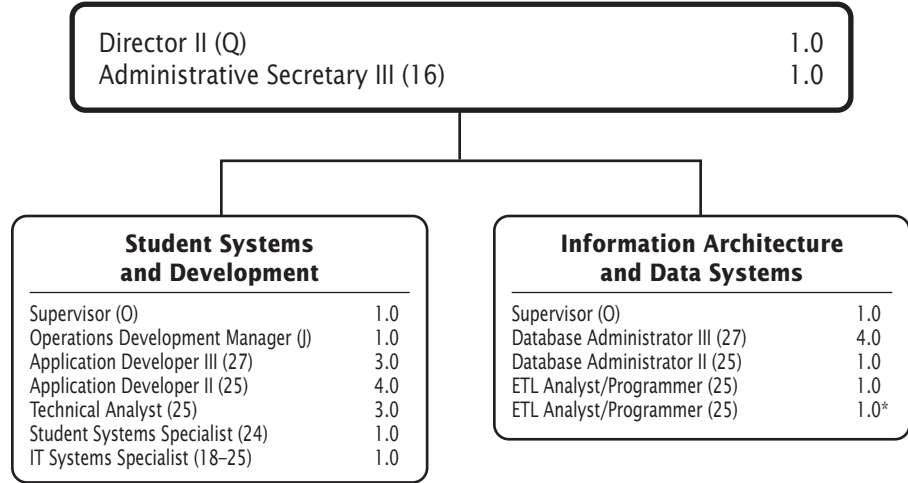 Director II (Q) 1.0
Administrative Secretary III (16) 1.0
Student Systems
and Development
Supervisor (O) 1.0
Operations Development Manager (J) 1.0
Application Developer III (27) 3.0
Application Developer II (25) 4.0
Technical Analyst (25) 3.0
Student Systems Specialist (24) 1.0
IT Systems Specialist (18–25) 1.0
Information Architecture
and Data Systems
Supervisor (O) 1.0
Database Administrator III (27) 4.0
Database Administrator II (25) 1.0
ETL Analyst/Programmer (25) 1.0
ETL Analyst/Programmer (25) 1.0*